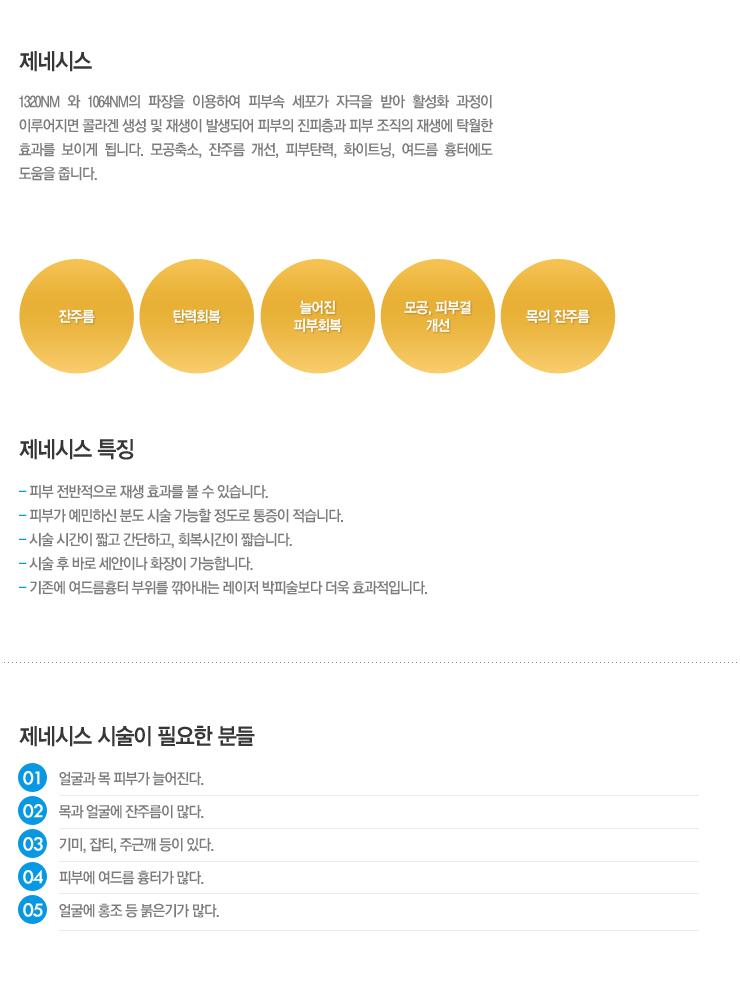 제네시스
1320NM 와 1064NM의 파장을 이용하여 피부속 세포가 자극을 받아 활성화 과정이
이루어지면 콜라겐 생성 및 재생이 발생되어 피부의 진피층과 피부 조직의 재생에 탁월한
효과를 보이게 됩니다. 모공축소, 잔주름 개선, 피부탄력, 화이트닝, 여드름 흉터에도
도움을 줍니다.
잔주름
탄력회복
늘어진
피부회복
모공, 피부결
개선
목의 잔주름
제네시스 특징
- 피부 전반적으로 재생 효과를 볼 수 있습니다.
- 피부가 예민하신 분도 시술 가능할 정도로 통증이 적습니다.
- 시술 시간이 짧고 간단하고, 회복시간이 짧습니다.
- 시술 후 바로 세안이나 화장이 가능합니다.
- 기존에 여드름흉터 부위를 깎아내는 레이저 박피술보다 더욱 효과적입니다.
제네시스 시술이 필요한 분들
01 얼굴과 목 피부가 늘어진다.
02 목과 얼굴에 잔주름이 많다.
03 기미, 잡티, 주근깨 등이 있다.
04 피부에 여드름 흉터가 많다.
05 얼굴에 홍조 등 붉은기가 많다.